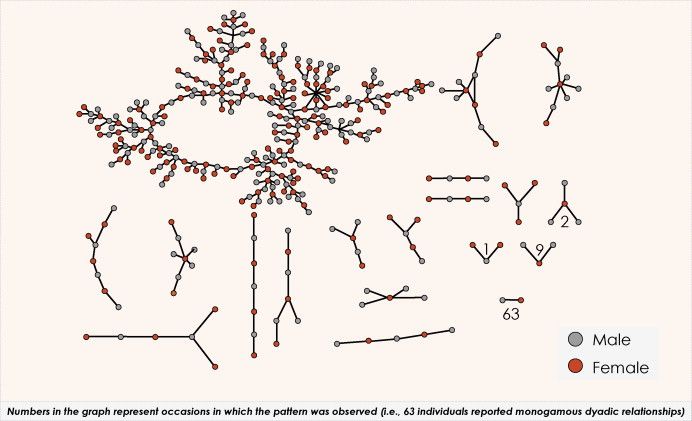 2
1
9
63
Male
Female
Numbers in the graph represent occasions in which the pattern was observed (i.e., 63 individuals reported monogamous dyadic relationships)